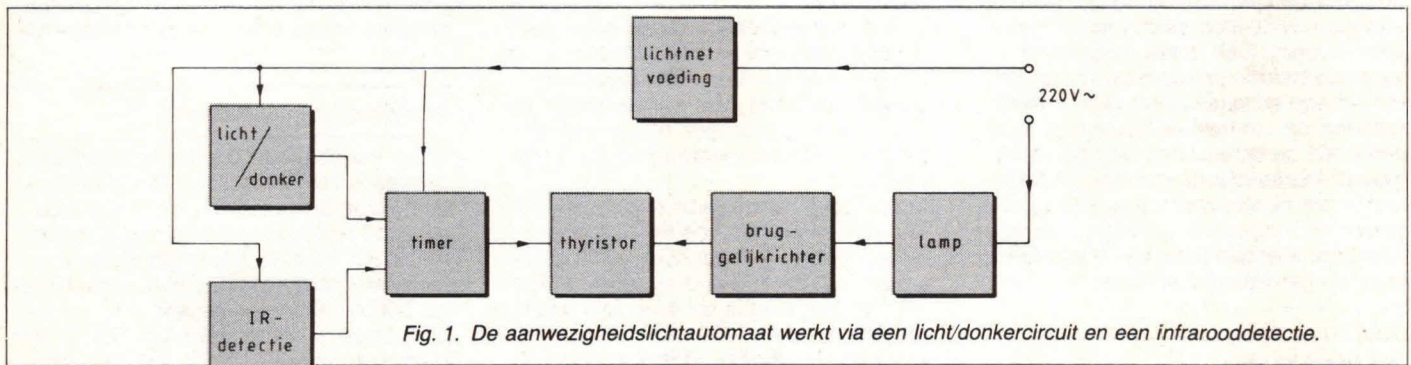 lichtnet
voeding
220V~
licht/
donker
timer
thyristor
brug-
gelijkrichter
lamp
IR-
detectie
Fig. 1. De aanwezigheidslichtautomaat werkt via een licht/donkercircuit en een infrarooddetectie.